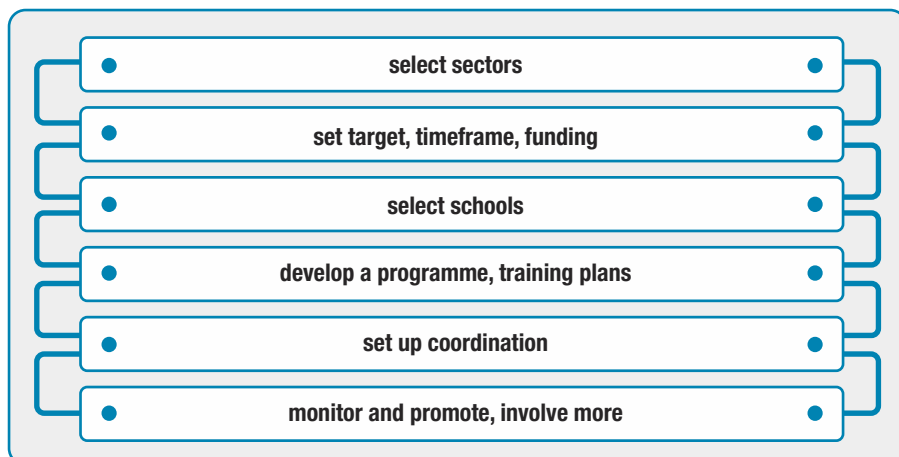 select sectors
set target, timeframe, funding
select schools
develop a programme, training plans
set up coordination
monitor and promote, involve more